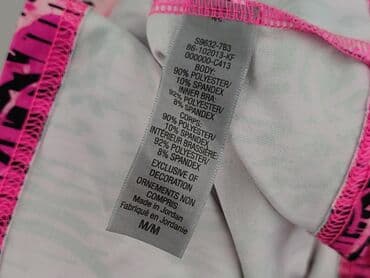 S9632-7B3
86-102013-KF
000000-C413
BODY:
90% POLYESTER/
10% SPANDEX
INNER BRA:
92% POLYESTER/
8% SPANDEX
CORPS:
90% POLYESTER/
10% SPANDEX
INTÉRIEUR BRASSIÈRE:
92% POLYESTER/
8% SPANDEX
EXCLUSIVE OF
DECORATION
ORNEMENTS NON
COMPRIS
Made in Jordan
Fabriqué en Jordanie
M/M